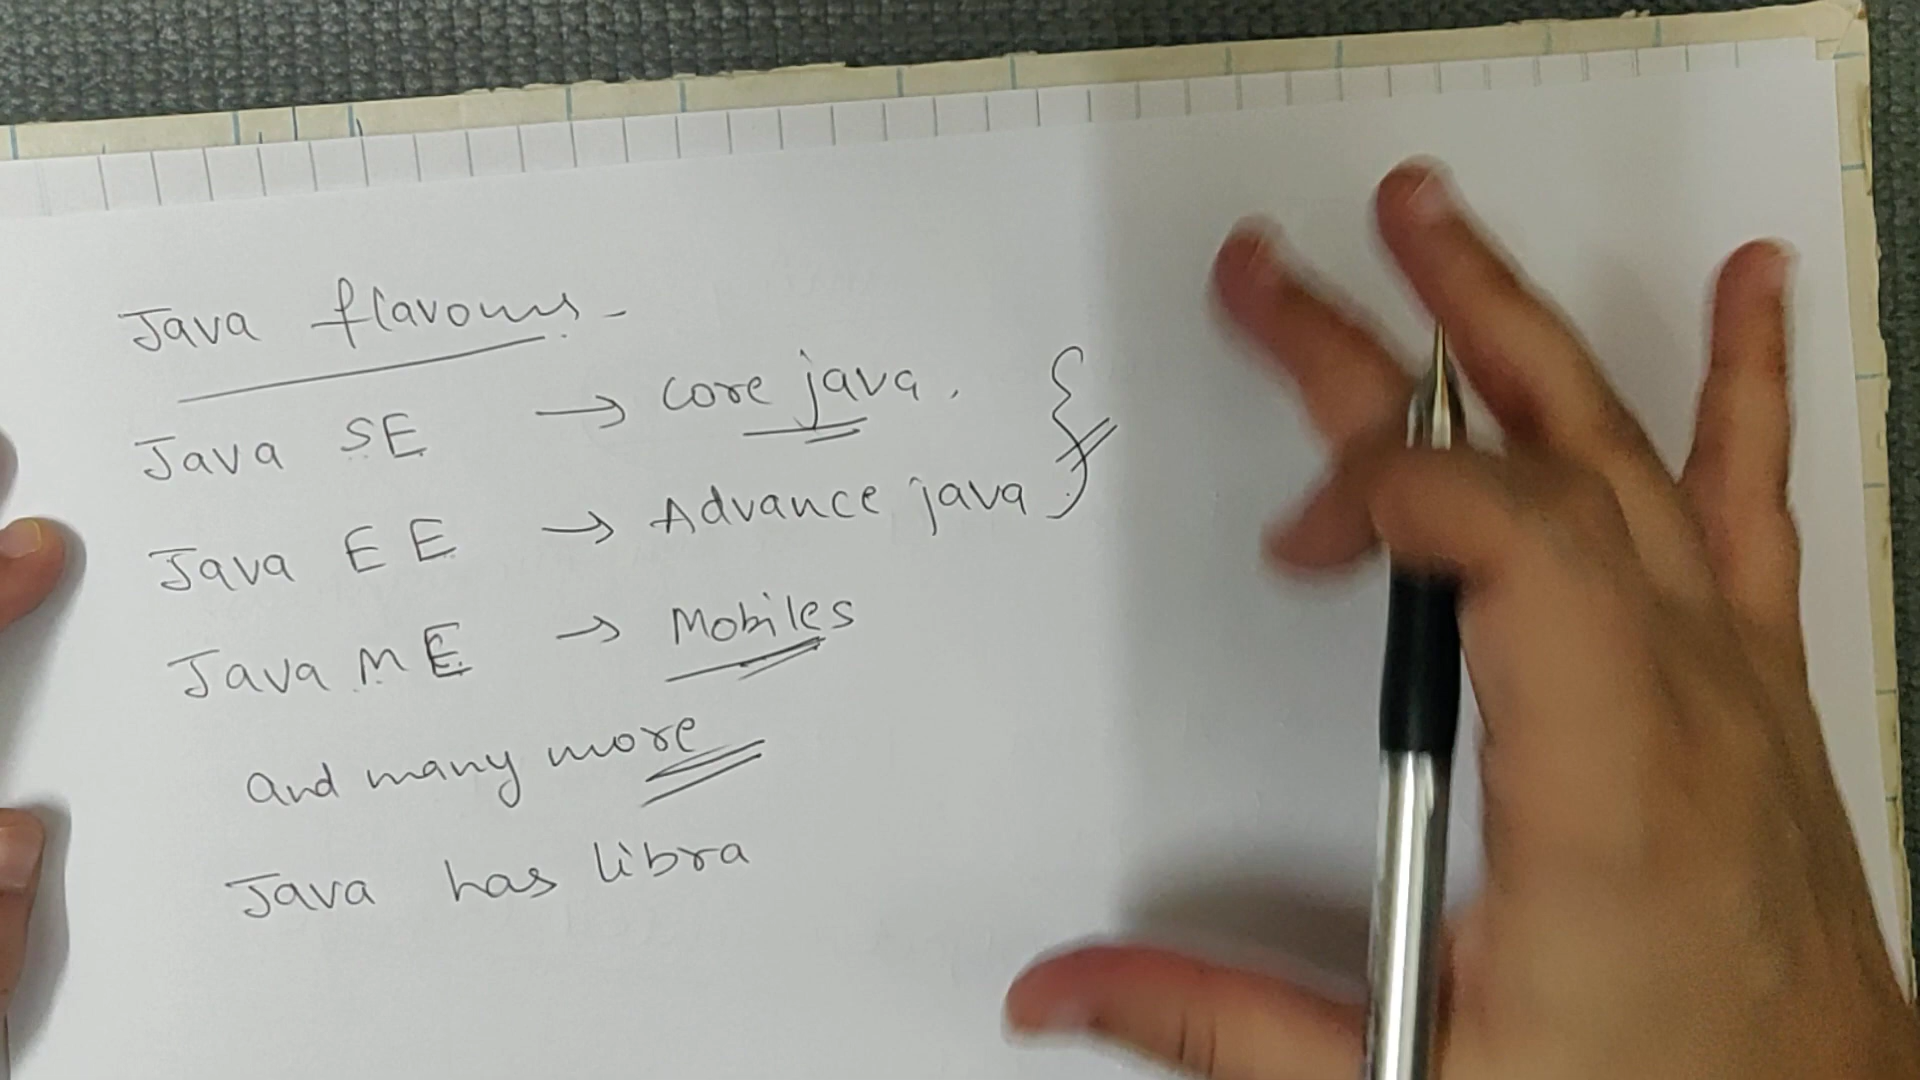 Java flavours -
Java SE → core java.
Java EE → Advance java
Java ME → Mobiles
and many more
Java has libra